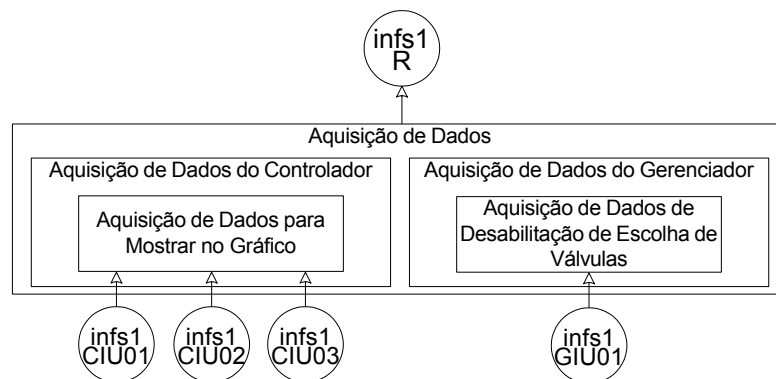 infs1
R
Aquisição de Dados
Aquisição de Dados do Controlador
Aquisição de Dados para
Mostrar no Gráfico
Aquisição de Dados do Gerenciador
Aquisição de Dados de
Desabilitação de Escolha de
Válvulas
infs1
CIU01
infs1
CIU02
infs1
CIU03
infs1
GIU01